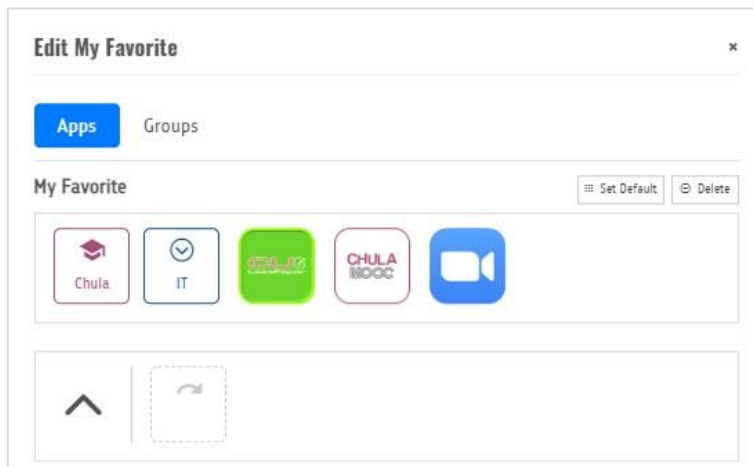 Edit My Favorite
×
Apps
Groups
My Favorite
Set Default
Delete
Chula
IT
CHULA
MOOC